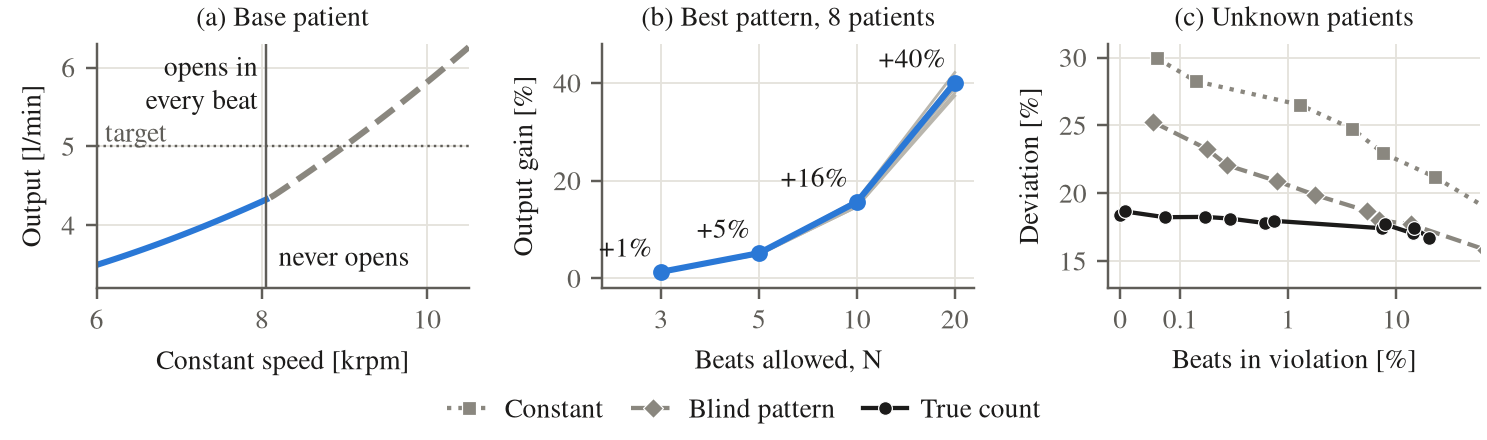 (a) Base patient
Output [l/min]
6
5
4
opens in
every beat
target
never opens
6
8
10
Constant speed [krpm]
(b) Best pattern, 8 patients
Output gain [%]
40
20
0
+1%
+5%
+16%
+40%
3
5
10
20
Beats allowed, N
(c) Unknown patients
Deviation [%]
30
25
20
15
0
0.1
1
10
Beats in violation [%]
Constant
Blind pattern
True count